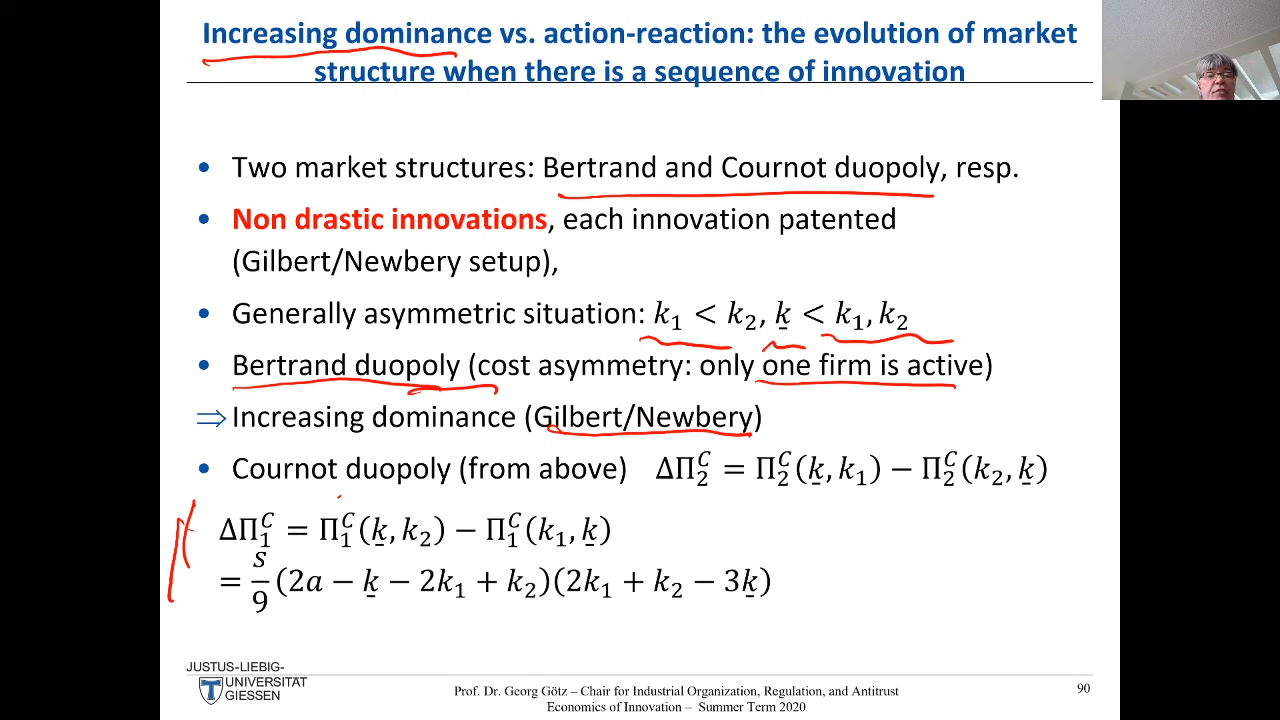 Increasing dominance vs. action-reaction: the evolution of market
structure when there is a sequence of innovation
• Two market structures: Bertrand and Cournot duopoly, resp.
• Non drastic innovations, each innovation patented
(Gilbert/Newbery setup),
• Generally asymmetric situation: k₁ < k₂, k̲ < k₁, k₂
• Bertrand duopoly (cost asymmetry: only one firm is active)
⇒ Increasing dominance (Gilbert/Newbery)
• Cournot duopoly (from above) ΔΠ₂ᶜ = Π₂ᶜ(k̲, k₁) − Π₂ᶜ(k₂, k̲)
ΔΠ₁ᶜ = Π₁ᶜ(k̲, k₂) − Π₁ᶜ(k₁, k̲)
= s/9 (2a − k̲ − 2k₁ + k₂)(2k₁ + k₂ − 3k̲)
JUSTUS-LIEBIG-
UNIVERSITÄT
GIESSEN
Prof. Dr. Georg Götz – Chair for Industrial Organization, Regulation, and Antitrust
Economics of Innovation – Summer Term 2020
90